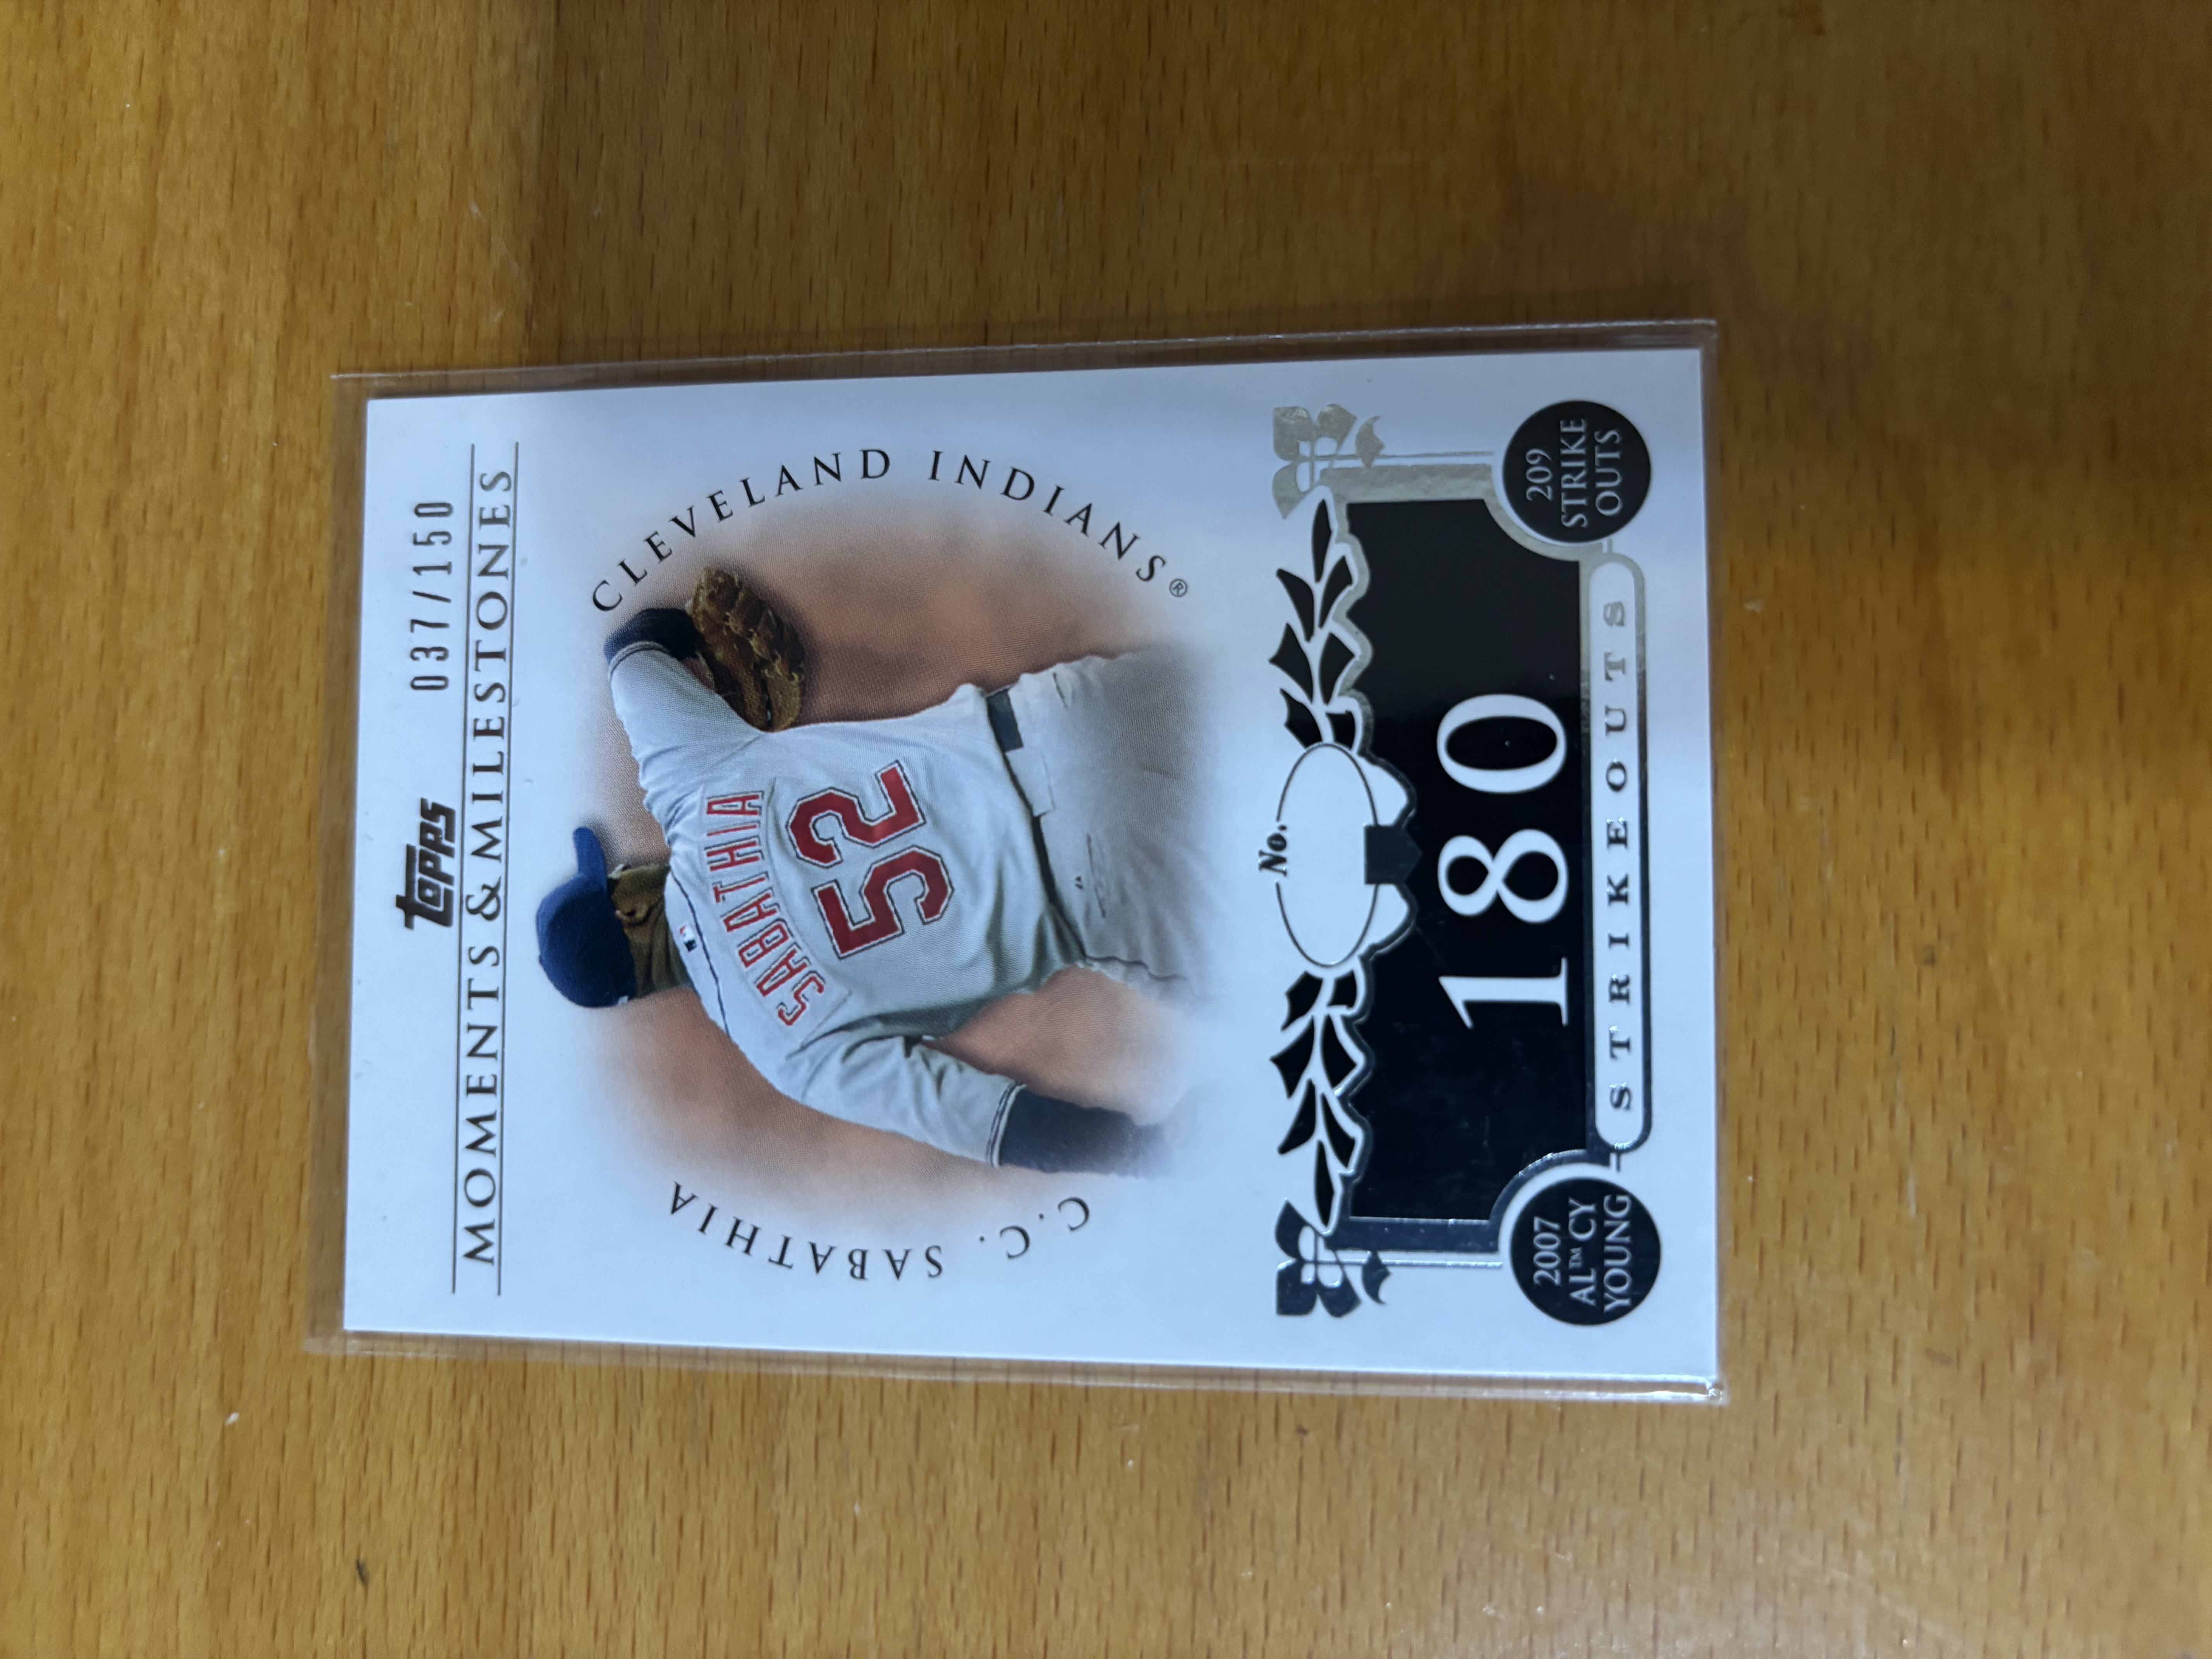 037/150
topps
MOMENTS & MILESTONES
C.C. SABATHIA
CLEVELAND INDIANS®
SABATHIA
52
No.
180
2007
AL™ CY
YOUNG
STRIKEOUTS
209
STRIKE
OUTS